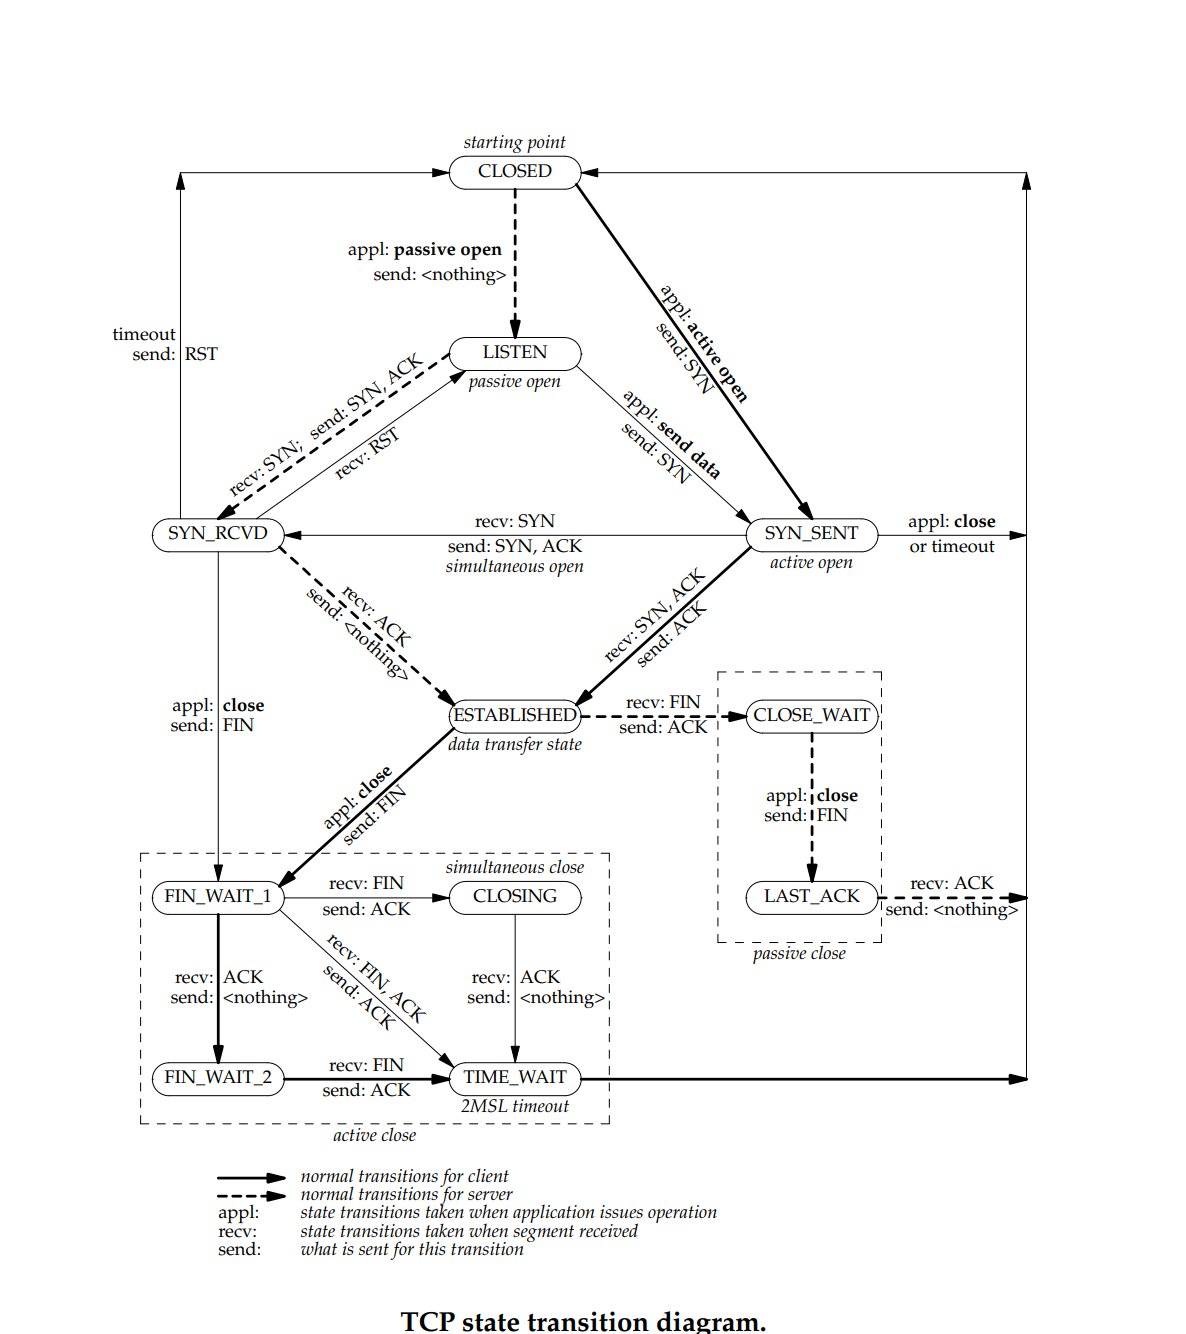 starting point
CLOSED
appl: passive open
send: <nothing>
appl: active open
send: SYN
timeout
send: RST
LISTEN
passive open
recv: SYN; send: SYN, ACK
recv: RST
appl: send data
send: SYN
SYN_RCVD
recv: SYN
send: SYN, ACK
simultaneous open
SYN_SENT
active open
appl: close
or timeout
recv: ACK
send: <nothing>
recv: SYN, ACK
send: ACK
appl: close
send: FIN
ESTABLISHED
data transfer state
recv: FIN
send: ACK
CLOSE_WAIT
appl: close
send: FIN
appl: close
send: FIN
simultaneous close
FIN_WAIT_1
recv: FIN
send: ACK
CLOSING
LAST_ACK
recv: ACK
send: <nothing>
passive close
recv: ACK
send: <nothing>
recv: FIN, ACK
send: ACK
recv: ACK
send: <nothing>
FIN_WAIT_2
recv: FIN
send: ACK
TIME_WAIT
2MSL timeout
active close
normal transitions for client
normal transitions for server
appl: state transitions taken when application issues operation
recv: state transitions taken when segment received
send: what is sent for this transition
TCP state transition diagram.